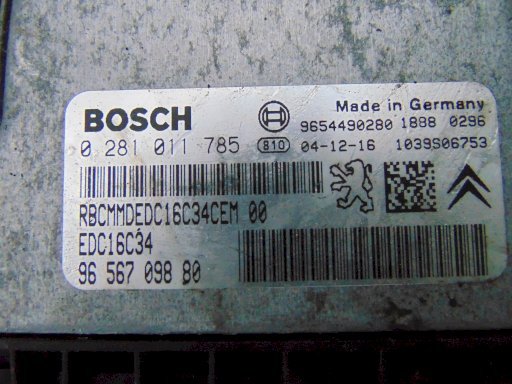 BOSCH
Made in Germany
9654490280 1888 0296
0 281 011 785 810 04-12-16 1039S06753
RBCMMDEDC16C34CEM 00
EDC16C34
96 567 098 80